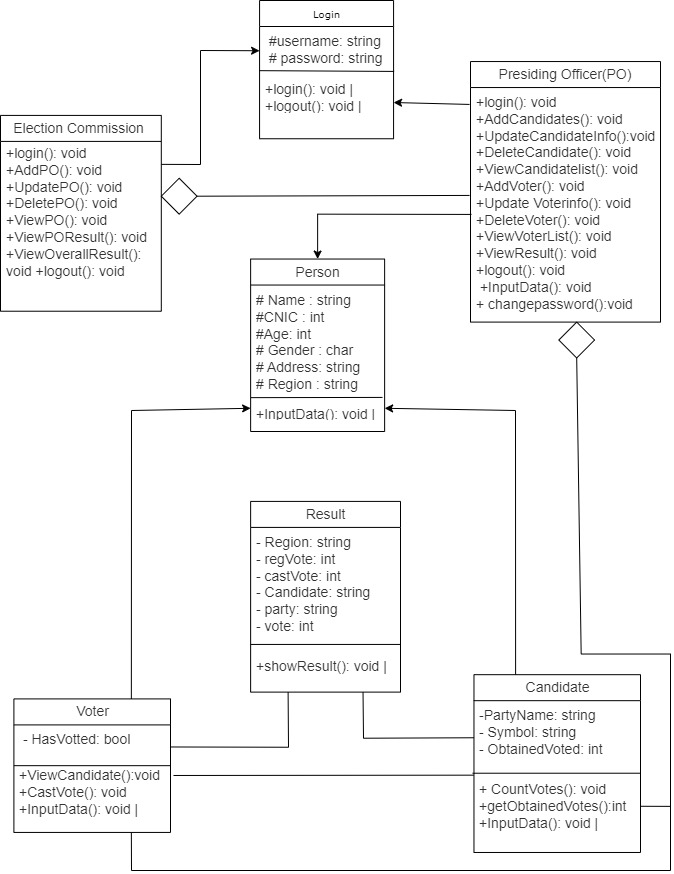 Login
#username: string
# password: string
+login(): void |
+logout(): void |
Presiding Officer(PO)
+login(): void
+AddCandidates(): void
+UpdateCandidateInfo():void
+DeleteCandidate(): void
+ViewCandidatelist(): void
+AddVoter(): void
+Update Voterinfo(): void
+DeleteVoter(): void
+ViewVoterList(): void
+ViewResult(): void
+logout(): void
+InputData(): void
+ changepassword():void
Election Commission
+login(): void
+AddPO(): void
+UpdatePO(): void
+DeletePO(): void
+ViewPO(): void
+ViewPOResult(): void
+ViewOverallResult():
void +logout(): void
Person
# Name : string
#CNIC : int
#Age: int
# Gender : char
# Address: string
# Region : string
+InputData(): void |
Result
- Region: string
- regVote: int
- castVote: int
- Candidate: string
- party: string
- vote: int
+showResult(): void |
Voter
- HasVotted: bool
+ViewCandidate():void
+CastVote(): void
+InputData(): void |
Candidate
-PartyName: string
- Symbol: string
- ObtainedVoted: int
+ CountVotes(): void
+getObtainedVotes():int
+InputData(): void |